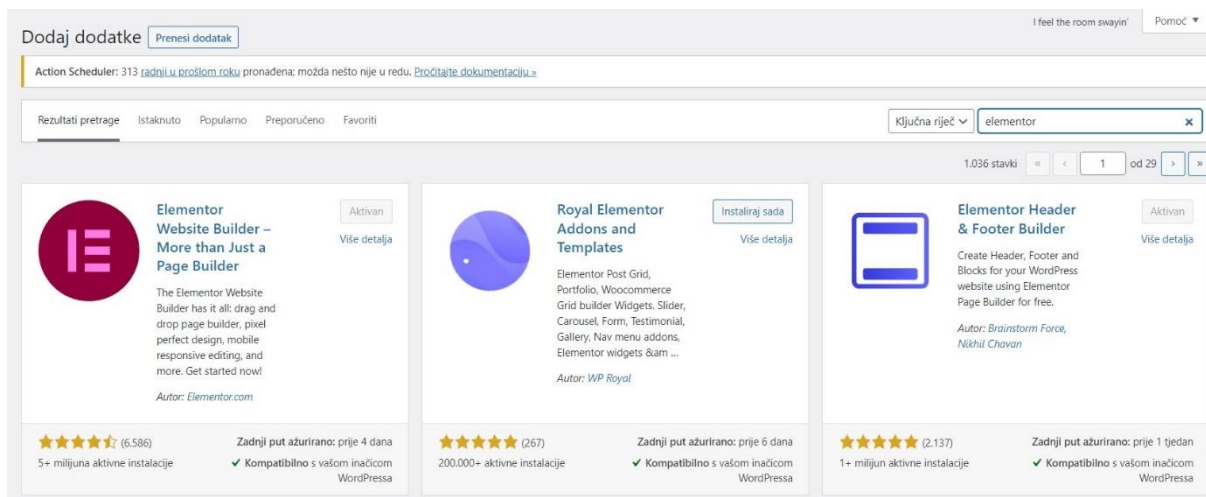 I feel the room swayin' Pomoć
Dodaj dodatke Prenesi dodatak
Action Scheduler: 313 radnji u prošlom roku pronađena; možda nešto nije u redu. Pročitajte dokumentaciju »
Rezultati pretrage Istaknuto Popularno Preporučeno Favoriti Ključna riječ elementor
1.036 stavki « ‹ 1 od 29 › »
Elementor
Website Builder –
More than Just a
Page Builder
Aktivan
Više detalja
The Elementor Website
Builder has it all: drag and
drop page builder, pixel
perfect design, mobile
responsive editing, and
more. Get started now!
Autor: Elementor.com
(6.586)
Zadnji put ažurirano: prije 4 dana
5+ milijuna aktivne instalacije
Kompatibilno s vašom inačicom
WordPressa
Royal Elementor
Addons and
Templates
Instaliraj sada
Više detalja
Elementor Post Grid,
Portfolio, Woocommerce
Grid builder Widgets. Slider,
Carousel, Form, Testimonial,
Gallery, Nav menu addons,
Elementor widgets &am ...
Autor: WP Royal
(267)
Zadnji put ažurirano: prije 6 dana
200.000+ aktivne instalacije
Kompatibilno s vašom inačicom
WordPressa
Elementor Header
& Footer Builder
Aktivan
Više detalja
Create Header, Footer and
Blocks for your WordPress
website using Elementor
Page Builder for free.
Autor: Brainstorm Force,
Nikhil Chavan
(2.137)
Zadnji put ažurirano: prije 1 tjedan
1+ milijun aktivne instalacije
Kompatibilno s vašom inačicom
WordPressa